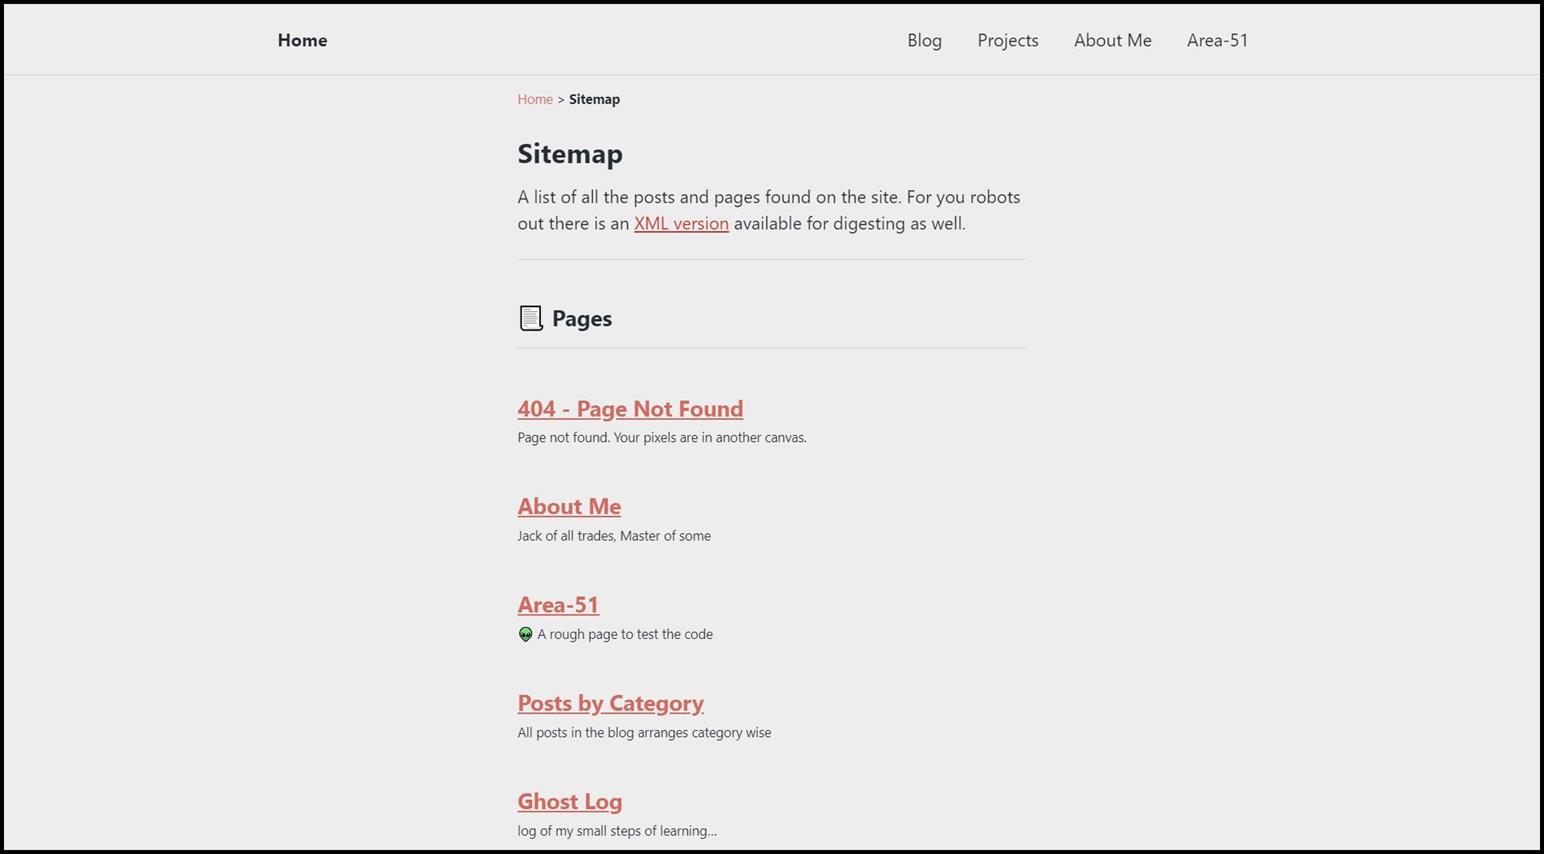 Home
Blog Projects About Me Area-51
Home > Sitemap
Sitemap
A list of all the posts and pages found on the site. For you robots
out there is an XML version available for digesting as well.
Pages
404 - Page Not Found
Page not found. Your pixels are in another canvas.
About Me
Jack of all trades, Master of some
Area-51
A rough page to test the code
Posts by Category
All posts in the blog arranges category wise
Ghost Log
log of my small steps of learning...